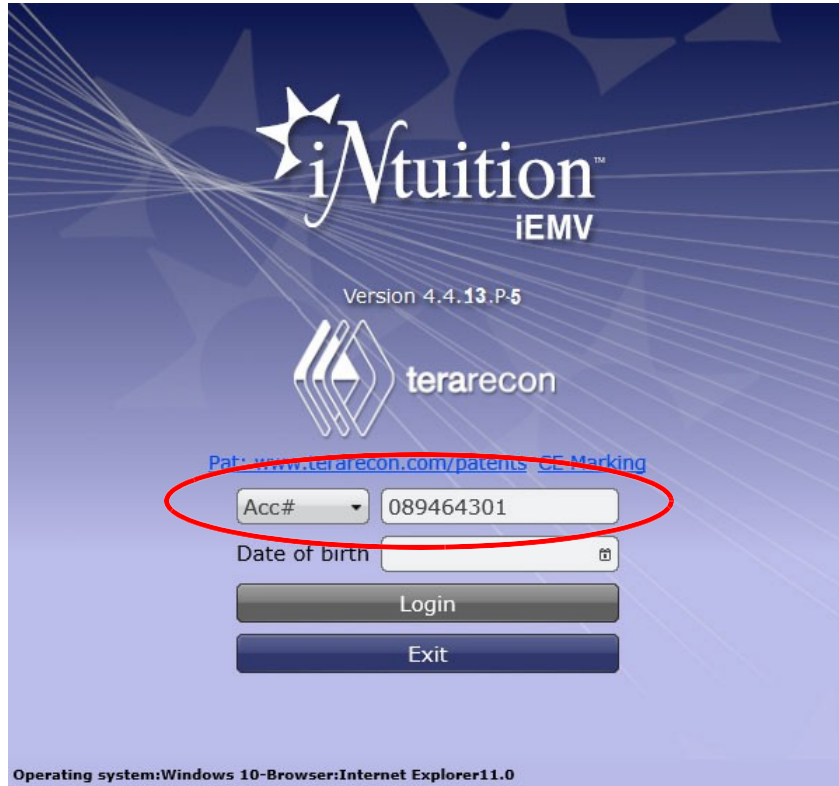 iNtuition™
iEMV
Version 4.4.13.P-5
terarecon
Pat: www.terarecon.com/patents CE Marking
Acc# 089464301
Date of birth
Login
Exit
Operating system:Windows 10-Browser:Internet Explorer11.0